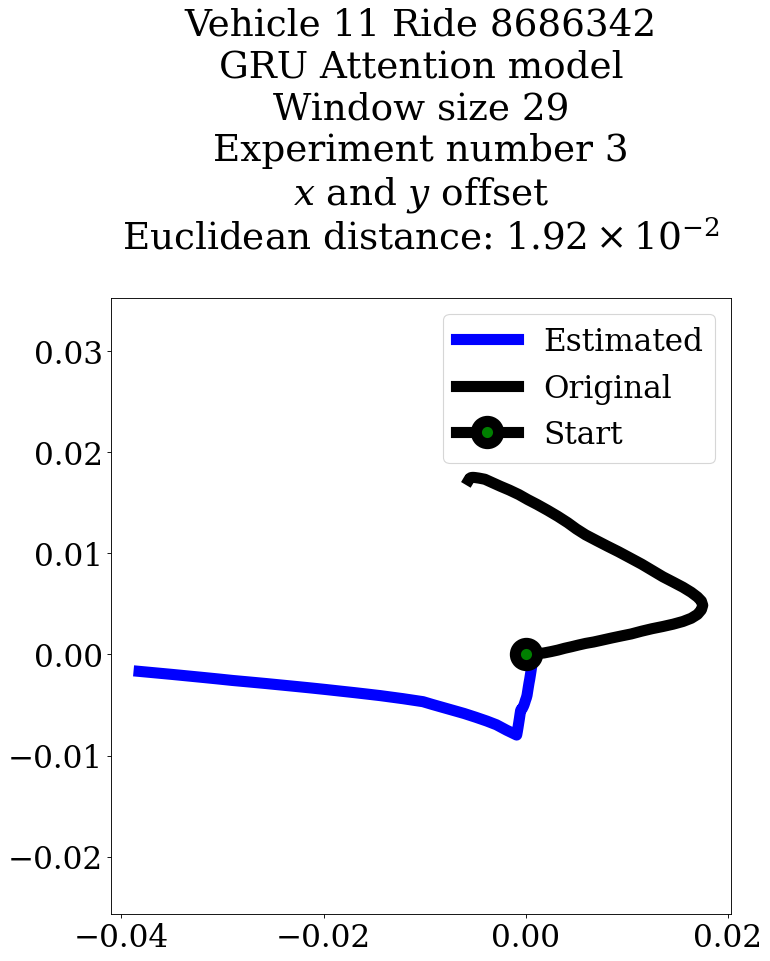 Vehicle 11 Ride 8686342
GRU Attention model
Window size 29
Experiment number 3
x and y offset
Euclidean distance: 1.92 × 10⁻²
Estimated
Original
Start
0.03
0.02
0.01
0.00
−0.01
−0.02
−0.04 −0.02 0.00 0.02